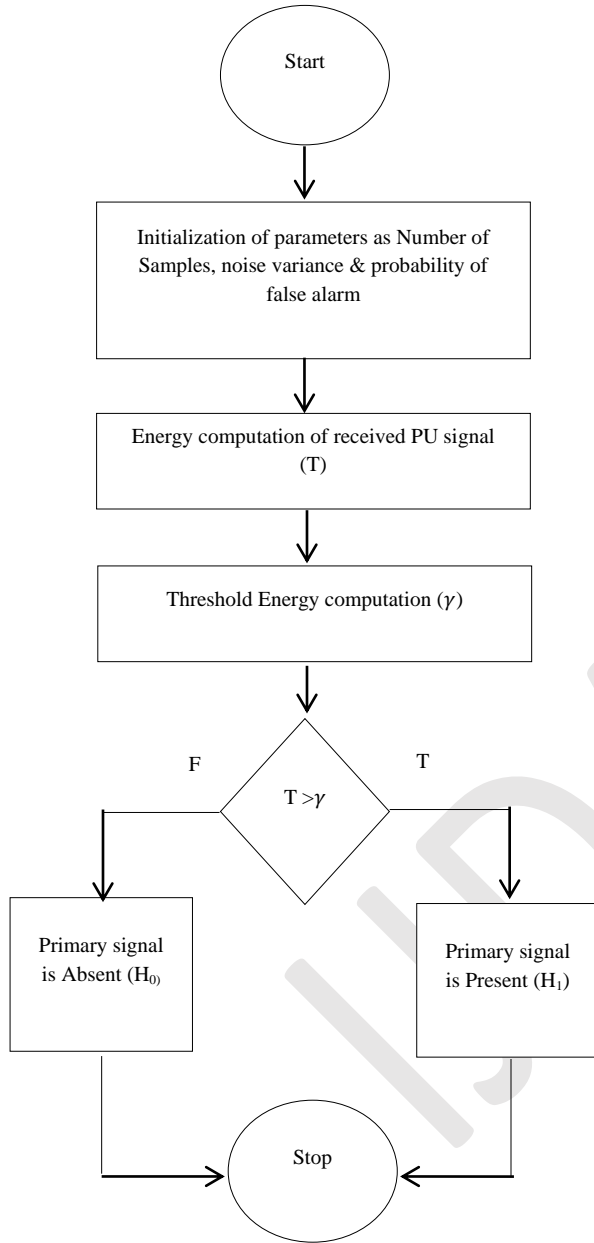 Start
Initialization of parameters as Number of
Samples, noise variance & probability of
false alarm
Energy computation of received PU signal
(T)
Threshold Energy computation (γ)
F
T
T >γ
Primary signal
is Absent (H₀₎
Primary signal
is Present (H₁)
Stop